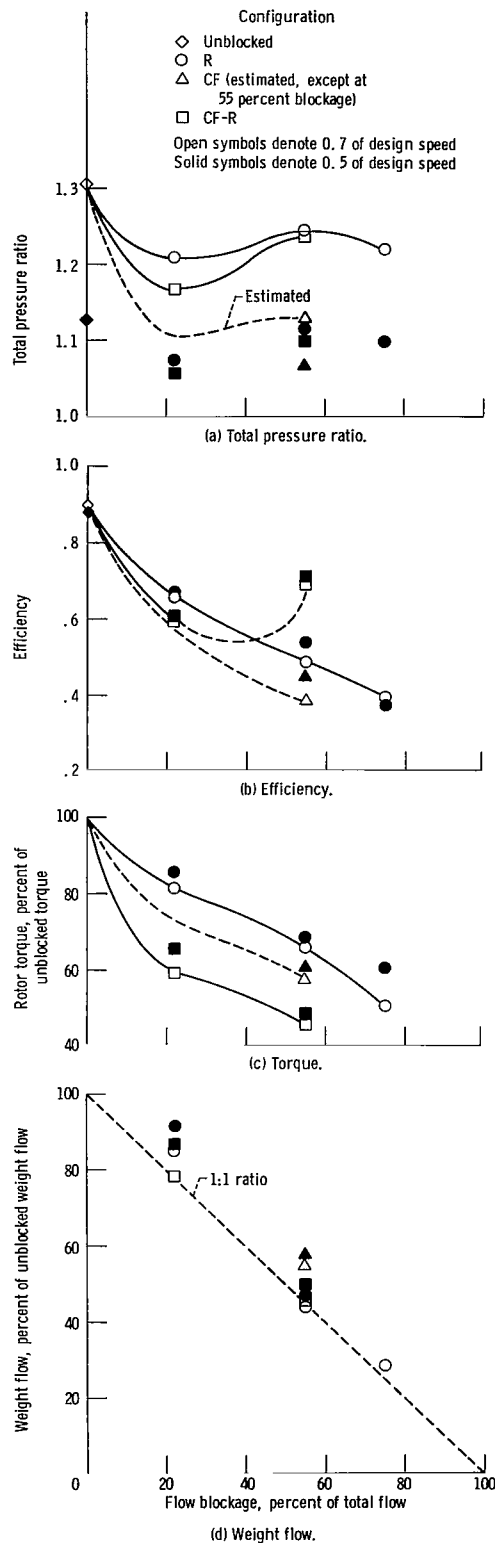 Configuration
Unblocked
R
CF (estimated, except at
55 percent blockage)
CF-R
Open symbols denote 0.7 of design speed
Solid symbols denote 0.5 of design speed
Total pressure ratio
1.3
1.2
1.1
1.0
Estimated
(a) Total pressure ratio.
Efficiency
1.0
.8
.6
.4
.2
(b) Efficiency.
Rotor torque, percent of
unblocked torque
100
80
60
40
(c) Torque.
Weight flow, percent of unblocked weight flow
100
80
60
40
20
0
1:1 ratio
20
40
60
80
100
Flow blockage, percent of total flow
(d) Weight flow.